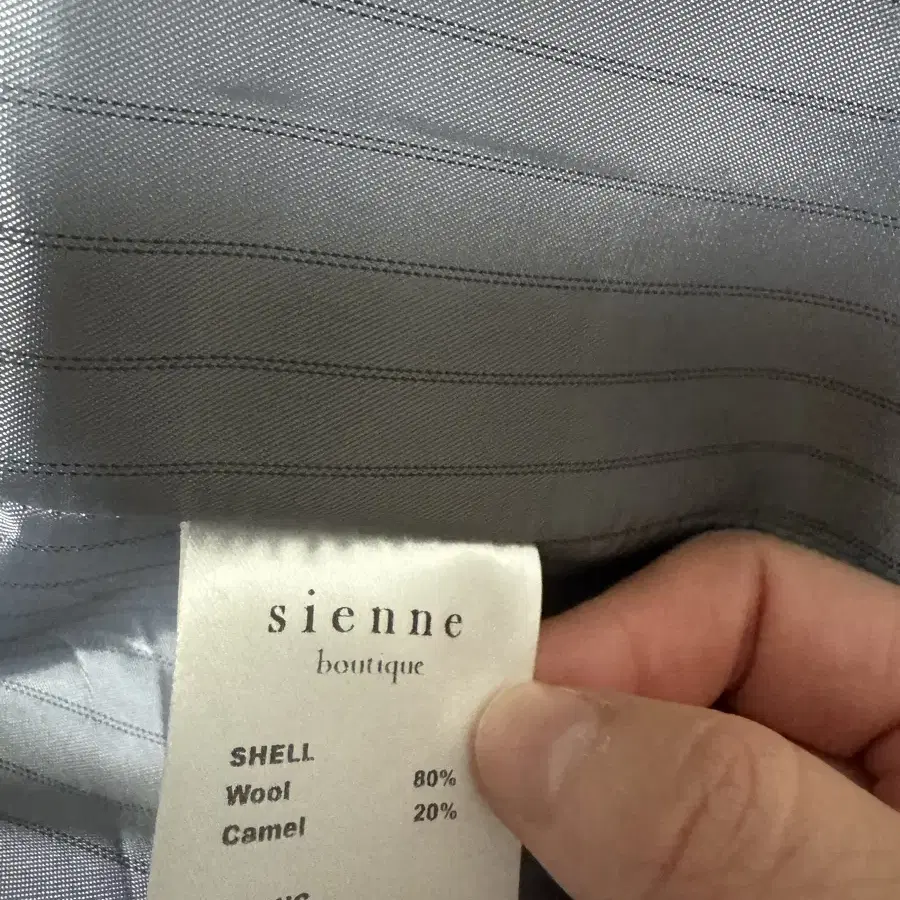 sienne
boutique
SHELL
Wool 80%
Camel 20%